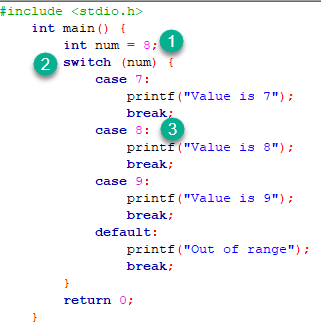 #include <stdio.h>
int main() {
int num = 8; 1
2 switch (num) {
case 7:
printf("Value is 7");
break;
case 8: 3
printf("Value is 8");
break;
case 9:
printf("Value is 9");
break;
default:
printf("Out of range");
break;
}
return 0;
}